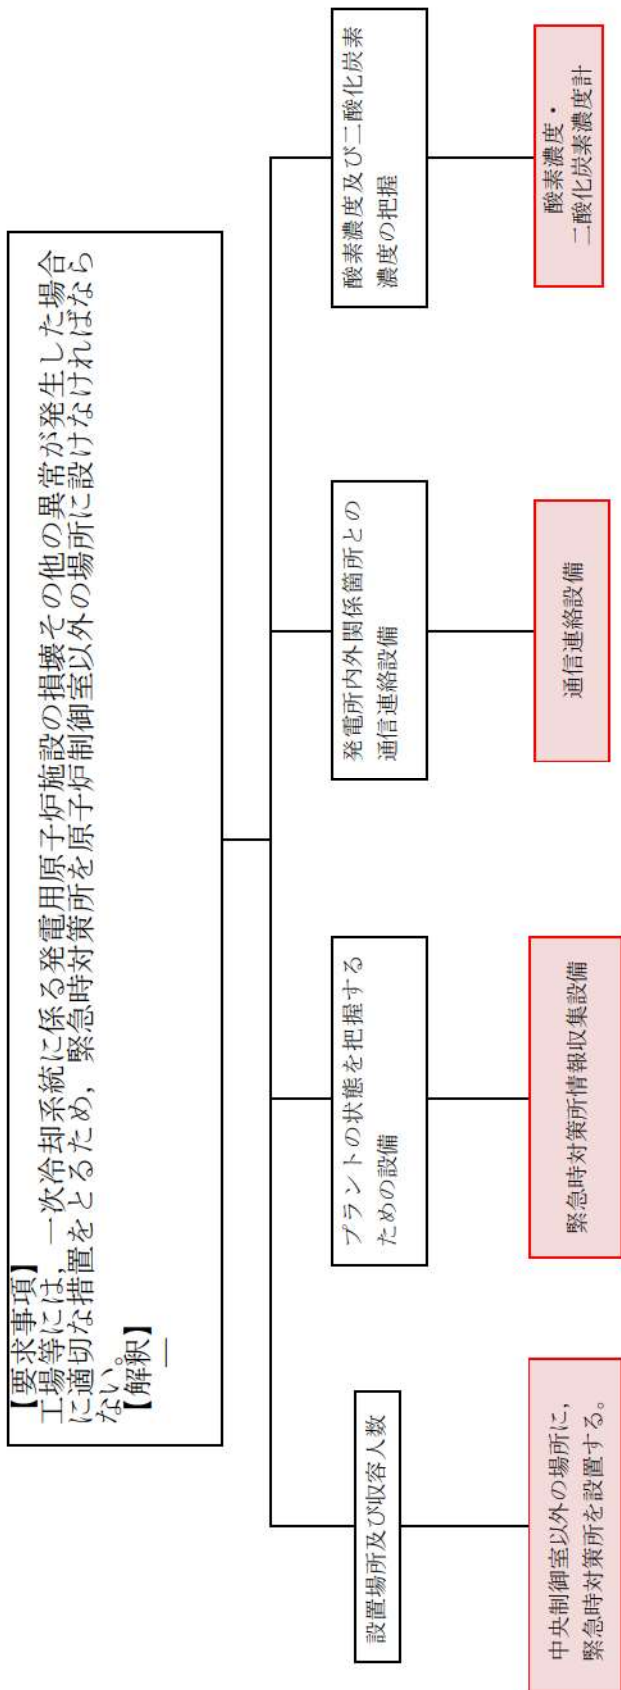 【要求事項】
工場等には，一次冷却系統に係る発電用原子炉施設の損壊その他の異常が発生した場合
に適切な措置をとるため，緊急時対策所を原子炉制御室以外の場所に設けなければなら
ない。
【解釈】
―
設置場所及び収容人数
中央制御室以外の場所に，
緊急時対策所を設置する。
プラントの状態を把握する
ための設備
緊急時対策所情報収集設備
発電所内外関係箇所との
通信連絡設備
通信連絡設備
酸素濃度及び二酸化炭素
濃度の把握
酸素濃度・
二酸化炭素濃度計